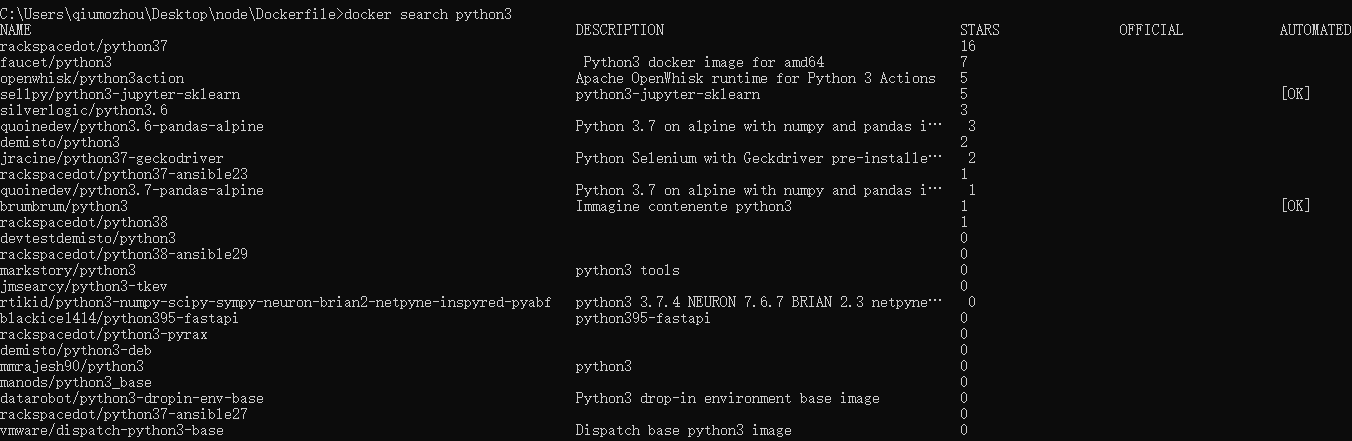 C:\Users\qiumozhou\Desktop\node\Dockerfile>docker search python3
NAME DESCRIPTION STARS OFFICIAL AUTOMATED
rackspacedot/python37 16
faucet/python3 Python3 docker image for amd64 7
openwhisk/python3action Apache OpenWhisk runtime for Python 3 Actions 5
sellpy/python3-jupyter-sklearn python3-jupyter-sklearn 5 [OK]
silverlogic/python3.6 3
quoinedev/python3.6-pandas-alpine Python 3.7 on alpine with numpy and pandas i… 3
demisto/python3 2
jracine/python37-geckodriver Python Selenium with Geckdriver pre-installe… 2
rackspacedot/python37-ansible23 1
quoinedev/python3.7-pandas-alpine Python 3.7 on alpine with numpy and pandas i… 1
brumbrum/python3 Immagine contenente python3 1 [OK]
rackspacedot/python38 1
devtestdemisto/python3 0
rackspacedot/python38-ansible29 0
markstory/python3 python3 tools 0
jmsearcy/python3-tkev 0
rtikid/python3-numpy-scipy-sympy-neuron-brian2-netpyne-inspyred-pyabf python3 3.7.4 NEURON 7.6.7 BRIAN 2.3 netpyne… 0
blackice1414/python395-fastapi python395-fastapi 0
rackspacedot/python3-pyrax 0
demisto/python3-deb 0
mmrajesh90/python3 python3 0
manods/python3_base 0
datarobot/python3-dropin-env-base Python3 drop-in environment base image 0
rackspacedot/python37-ansible27 0
vmware/dispatch-python3-base Dispatch base python3 image 0